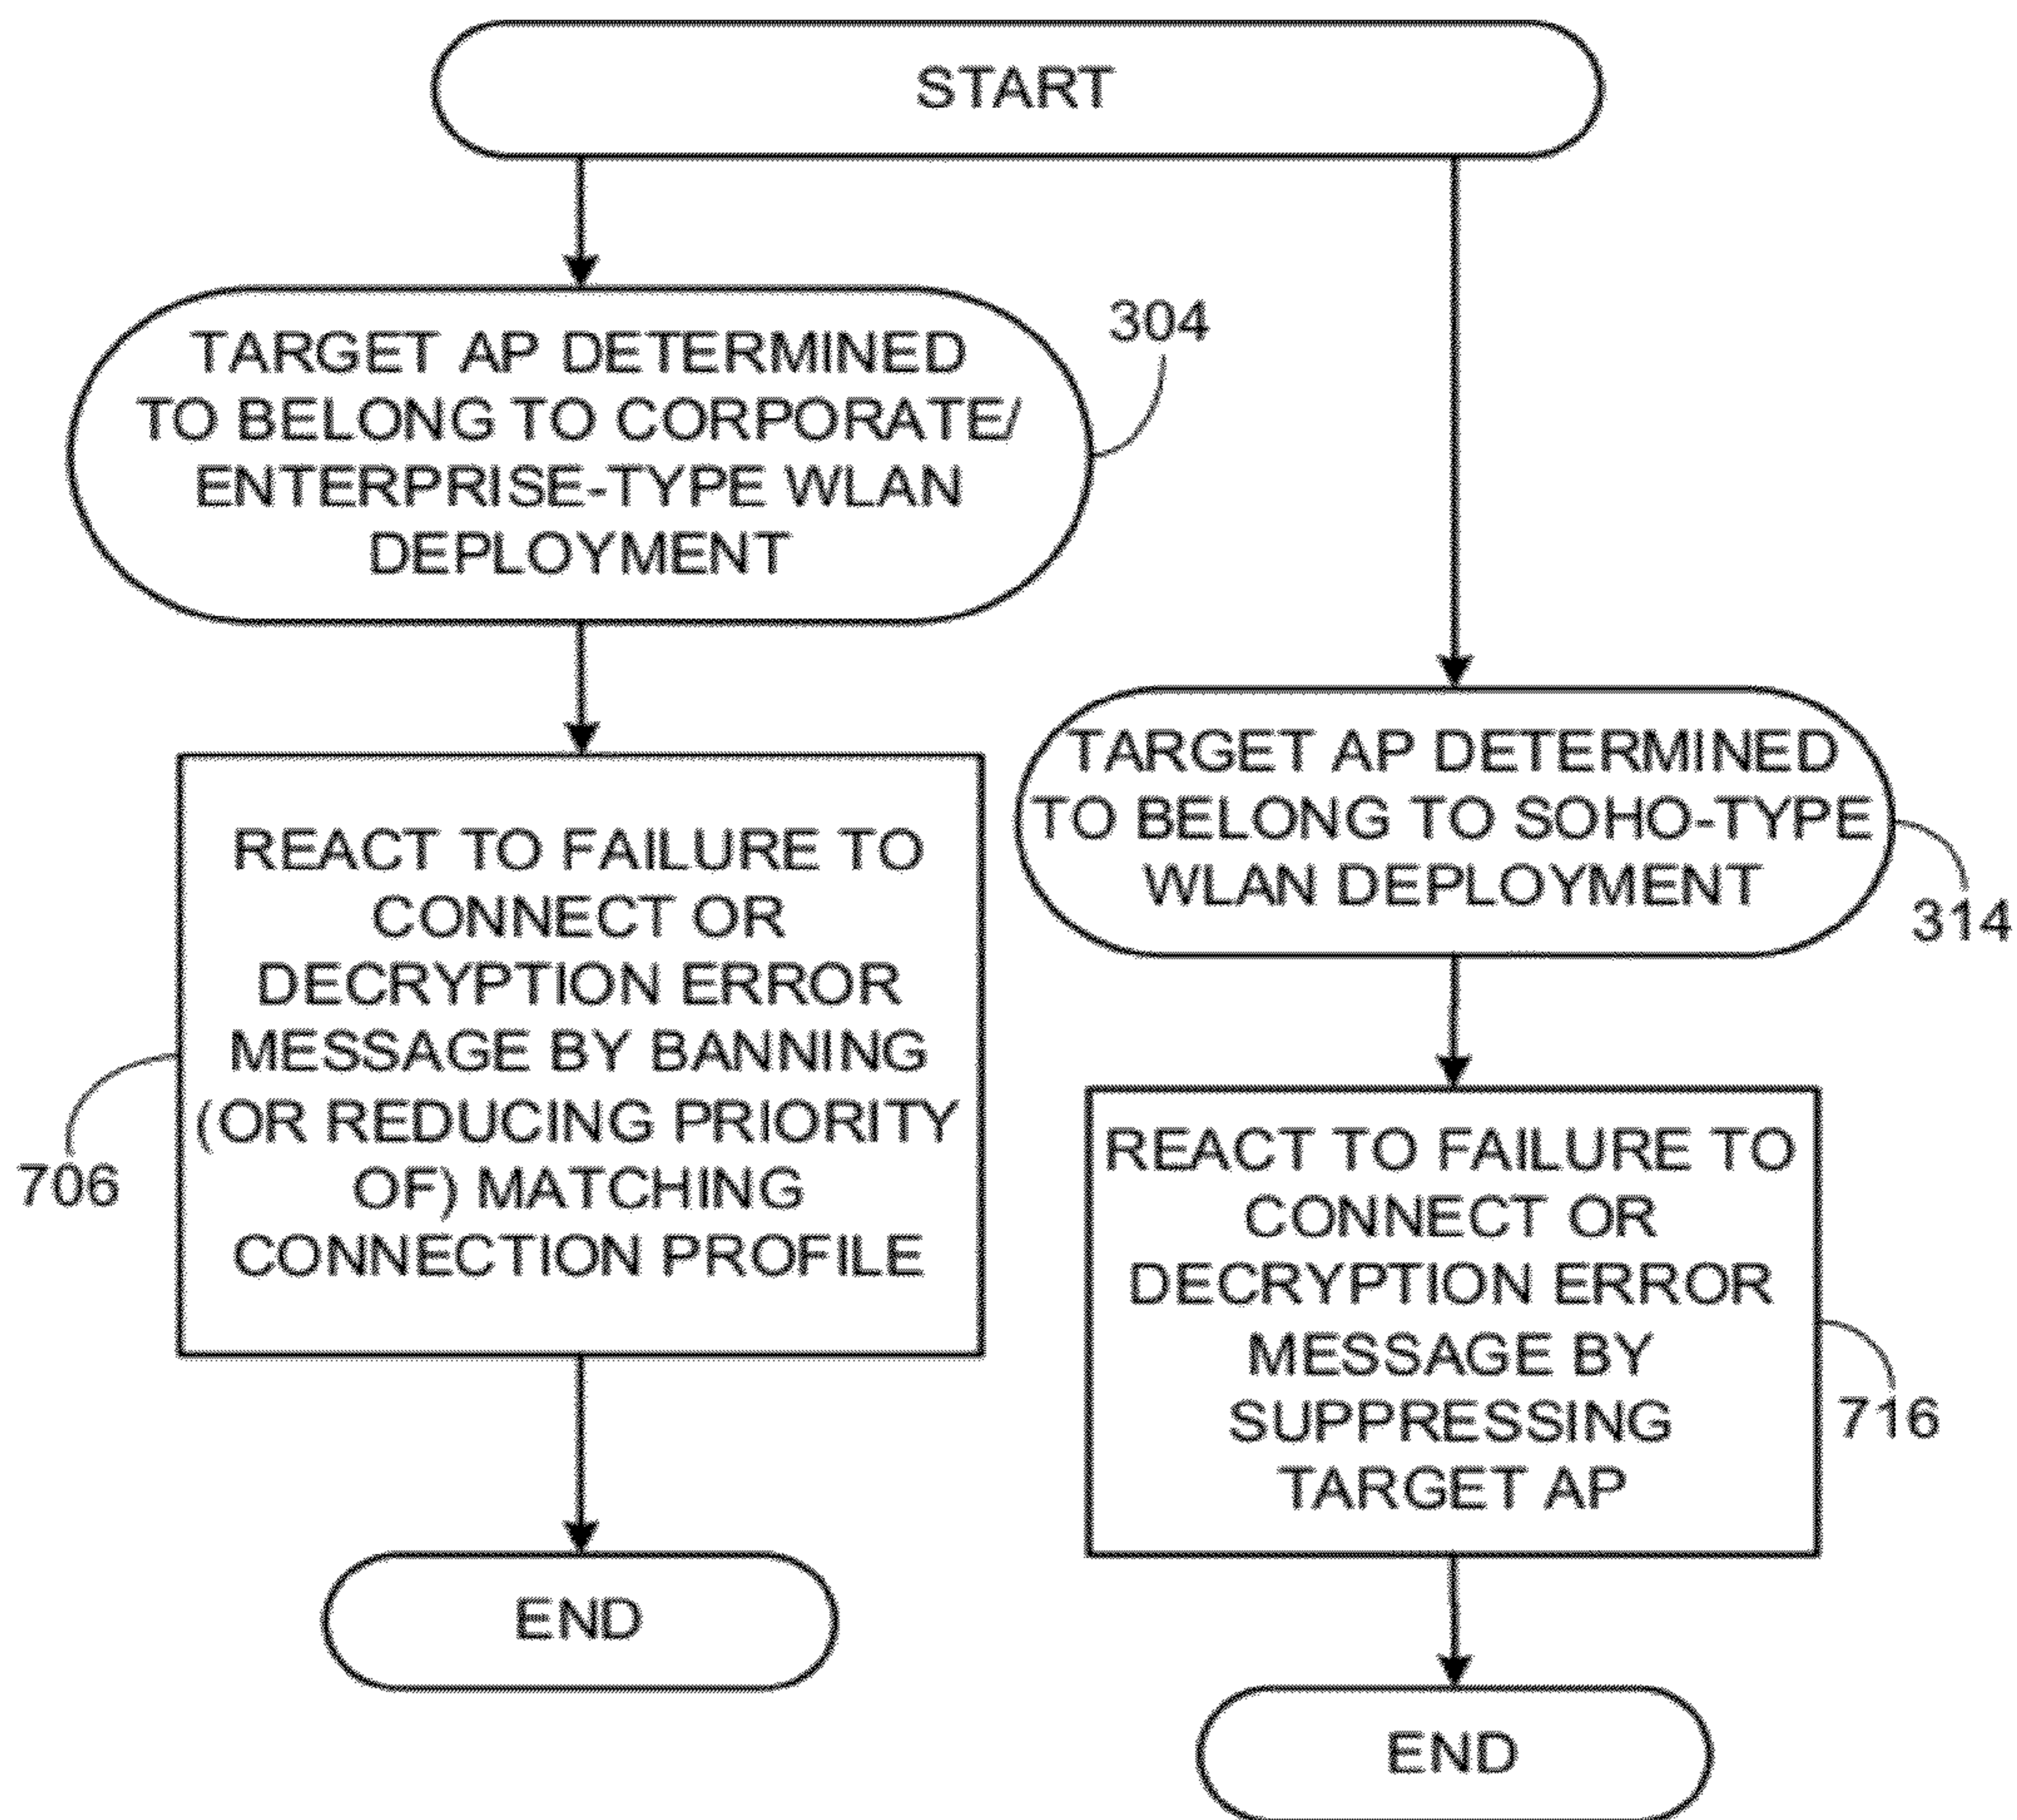 START
TARGET AP DETERMINED
TO BELONG TO CORPORATE/
ENTERPRISE-TYPE WLAN
DEPLOYMENT
304
REACT TO FAILURE TO
CONNECT OR
DECRYPTION ERROR
MESSAGE BY BANNING
(OR REDUCING PRIORITY
OF) MATCHING
CONNECTION PROFILE
706
END
TARGET AP DETERMINED
TO BELONG TO SOHO-TYPE
WLAN DEPLOYMENT
314
REACT TO FAILURE TO
CONNECT OR
DECRYPTION ERROR
MESSAGE BY
SUPPRESSING
TARGET AP
716
END